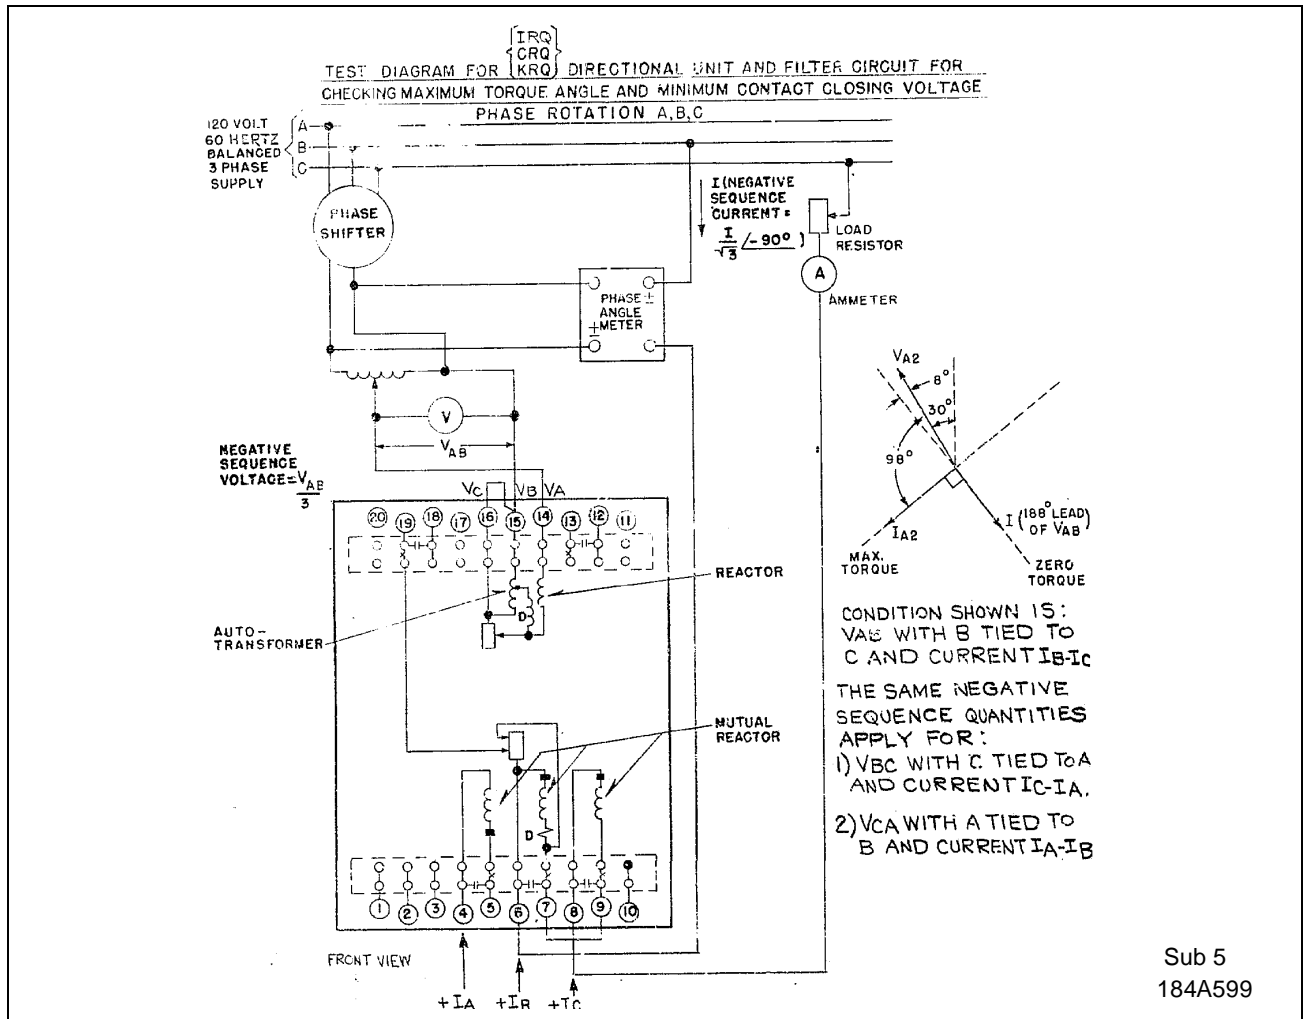 IRQ
CRQ
KRQ
TEST DIAGRAM FOR DIRECTIONAL UNIT AND FILTER CIRCUIT FOR
CHECKING MAXIMUM TORQUE ANGLE AND MINIMUM CONTACT CLOSING VOLTAGE
PHASE ROTATION A,B,C
120 VOLT
60 HERTZ
BALANCED
3 PHASE
SUPPLY
A
B
C
PHASE
SHIFTER
I (NEGATIVE
SEQUENCE
CURRENT =
I/√3 /-90° )
LOAD
RESISTOR
A
AMMETER
PHASE ±
ANGLE
± METER
V
VAB
NEGATIVE
SEQUENCE
VOLTAGE = VAB/3
VC VB VA
20 19 18 17 16 15 14 13 12 11
VA2
8°
30°
98°
IA2
I (188° LEAD)
OF VAB
MAX.
TORQUE
ZERO
TORQUE
REACTOR
D
AUTO-
TRANSFORMER
MUTUAL
REACTOR
D
CONDITION SHOWN IS:
VAB WITH B TIED TO
C AND CURRENT IB-IC
THE SAME NEGATIVE
SEQUENCE QUANTITIES
APPLY FOR:
1) VBC WITH C TIED TO A
AND CURRENT IC-IA.
2) VCA WITH A TIED TO
B AND CURRENT IA-IB
1 2 3 4 5 6 7 8 9 10
FRONT VIEW
+IA +IB +IC
Sub 5
184A599